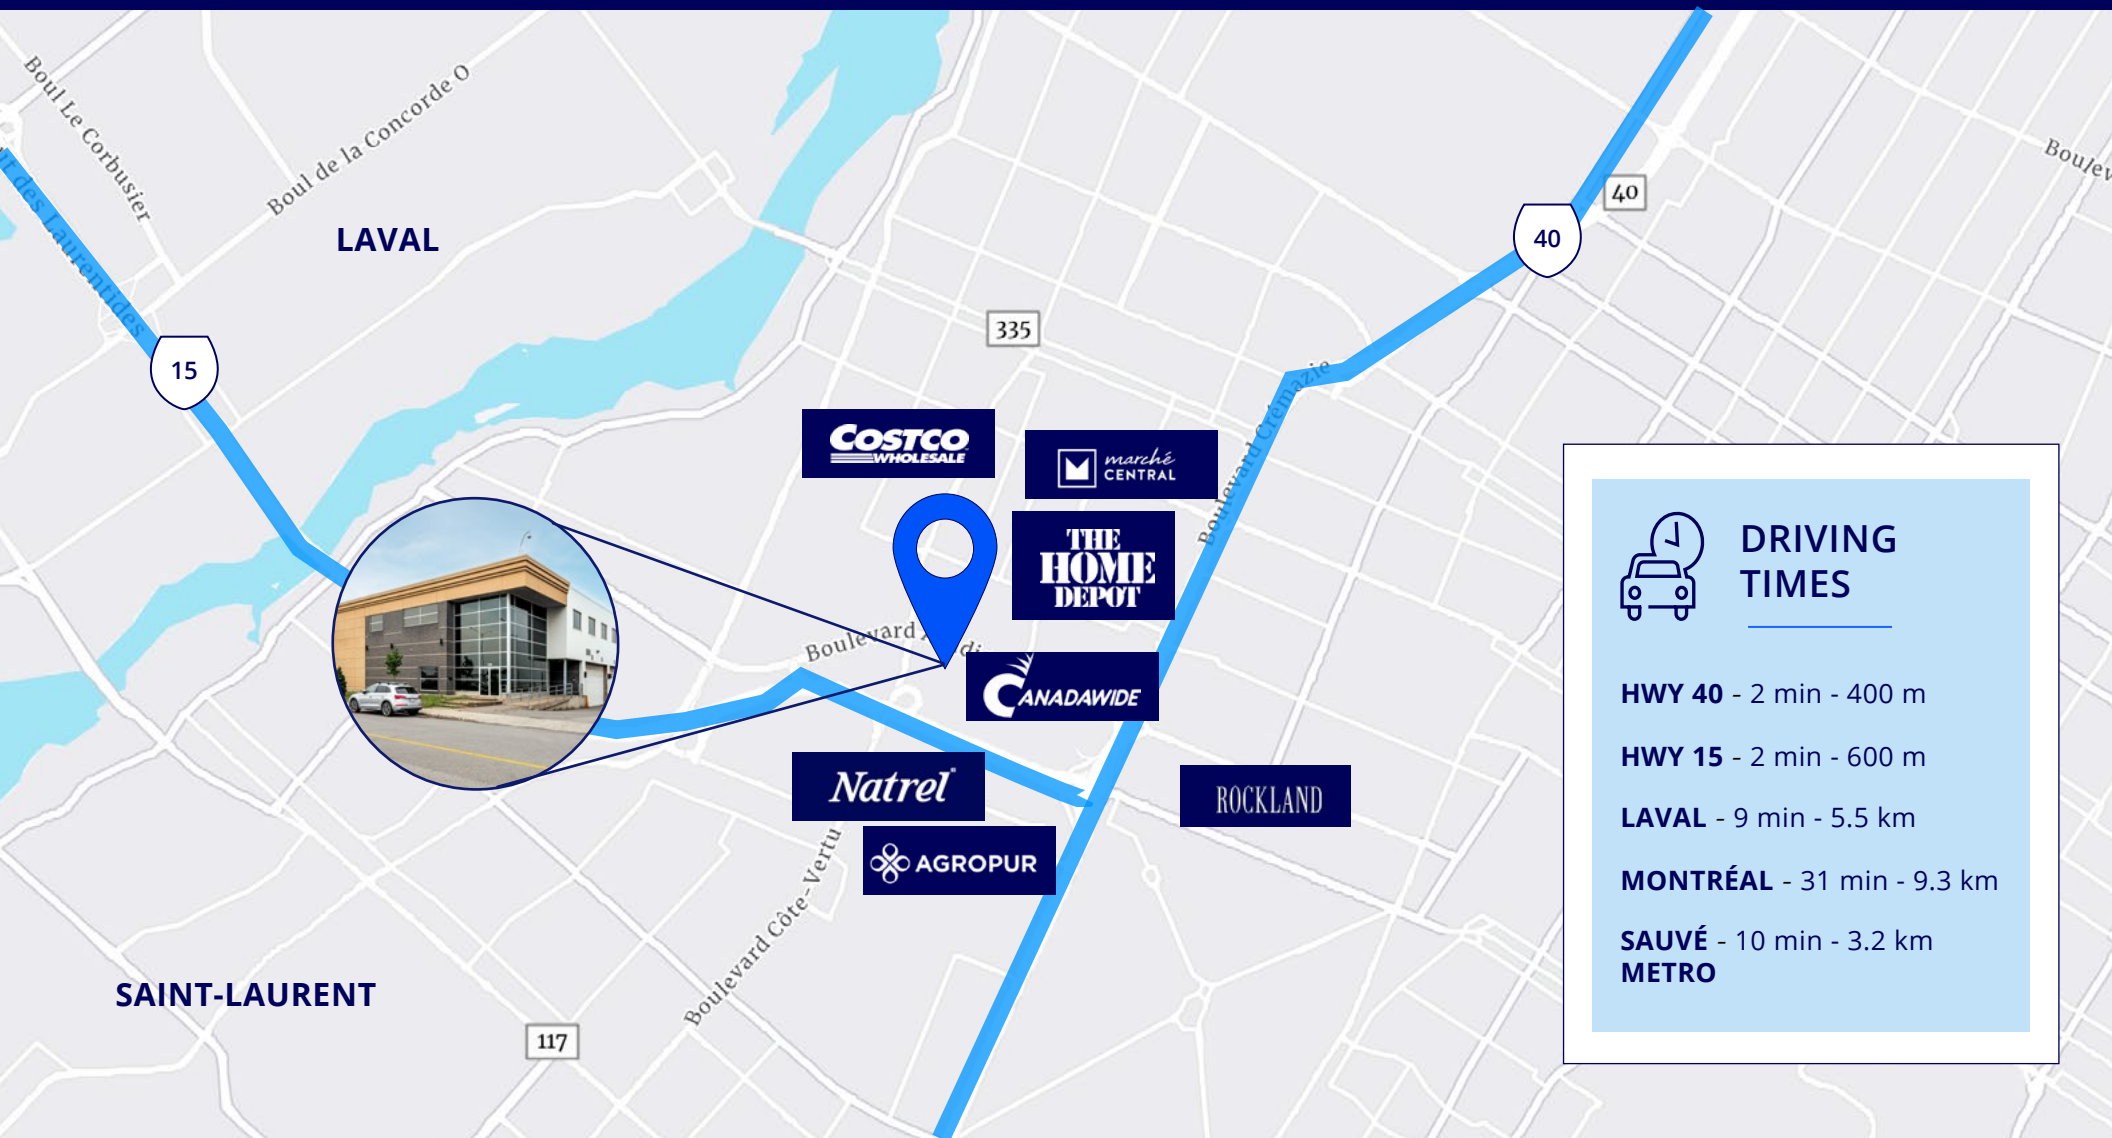 Boul Le Corbusier
Boul de la Concorde O
des Laurentides
LAVAL
15
335
40
40
Boulevard Crémazie
COSTCO
WHOLESALE
marché
CENTRAL
THE
HOME
DEPOT
Boulevard
CANADAWIDE
Natrel
AGROPUR
ROCKLAND
Boulevard Côte-Vertu
SAINT-LAURENT
117
DRIVING
TIMES
HWY 40 - 2 min - 400 m
HWY 15 - 2 min - 600 m
LAVAL - 9 min - 5.5 km
MONTRÉAL - 31 min - 9.3 km
SAUVÉ - 10 min - 3.2 km
METRO